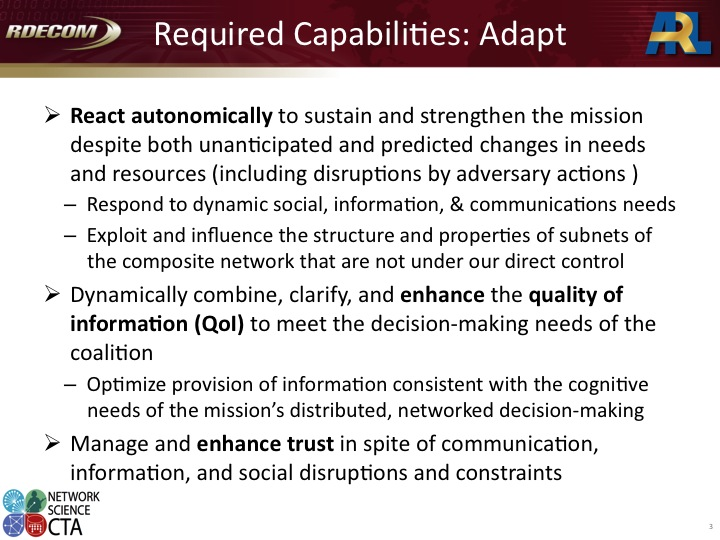 RDECOM
Required Capabilities: Adapt
ARL
➢ React autonomically to sustain and strengthen the mission
despite both unanticipated and predicted changes in needs
and resources (including disruptions by adversary actions )
– Respond to dynamic social, information, & communications needs
– Exploit and influence the structure and properties of subnets of
the composite network that are not under our direct control
➢ Dynamically combine, clarify, and enhance the quality of
information (QoI) to meet the decision-making needs of the
coalition
– Optimize provision of information consistent with the cognitive
needs of the mission's distributed, networked decision-making
➢ Manage and enhance trust in spite of communication,
information, and social disruptions and constraints
NETWORK
SCIENCE
CTA
3